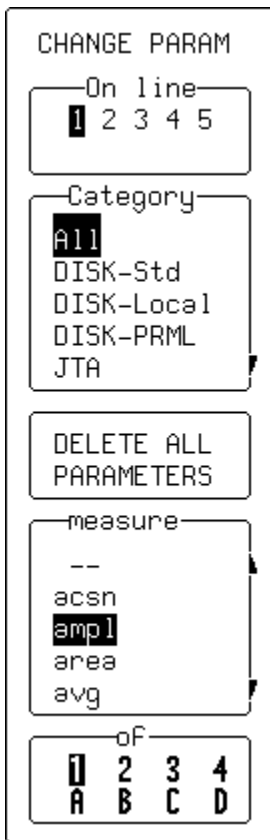 CHANGE PARAM
On line
1 2 3 4 5
Category
All
DISK-Std
DISK-Local
DISK-PRML
JTA
DELETE ALL
PARAMETERS
measure
--
acsn
ampl
area
avg
of
1 2 3 4
A B C D